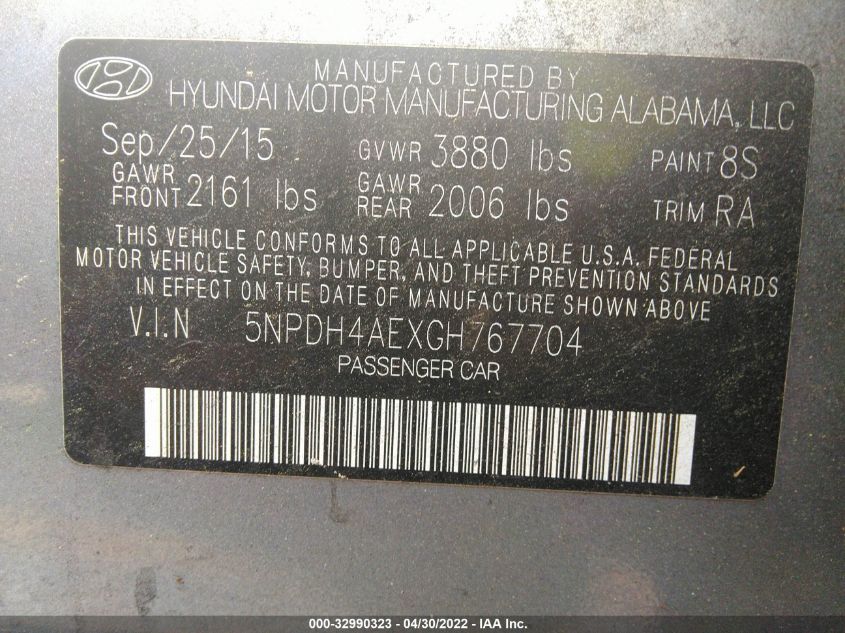 MANUFACTURED BY
HYUNDAI MOTOR MANUFACTURING ALABAMA, LLC
Sep/25/15 GVWR 3880 lbs PAINT 8S
GAWR FRONT 2161 lbs GAWR REAR 2006 lbs TRIM RA
THIS VEHICLE CONFORMS TO ALL APPLICABLE U.S.A. FEDERAL
MOTOR VEHICLE SAFETY, BUMPER, AND THEFT PREVENTION STANDARDS
IN EFFECT ON THE DATE OF MANUFACTURE SHOWN ABOVE
V.I.N 5NPDH4AEXGH767704
PASSENGER CAR
000-32990323 - 04/30/2022 - IAA Inc.